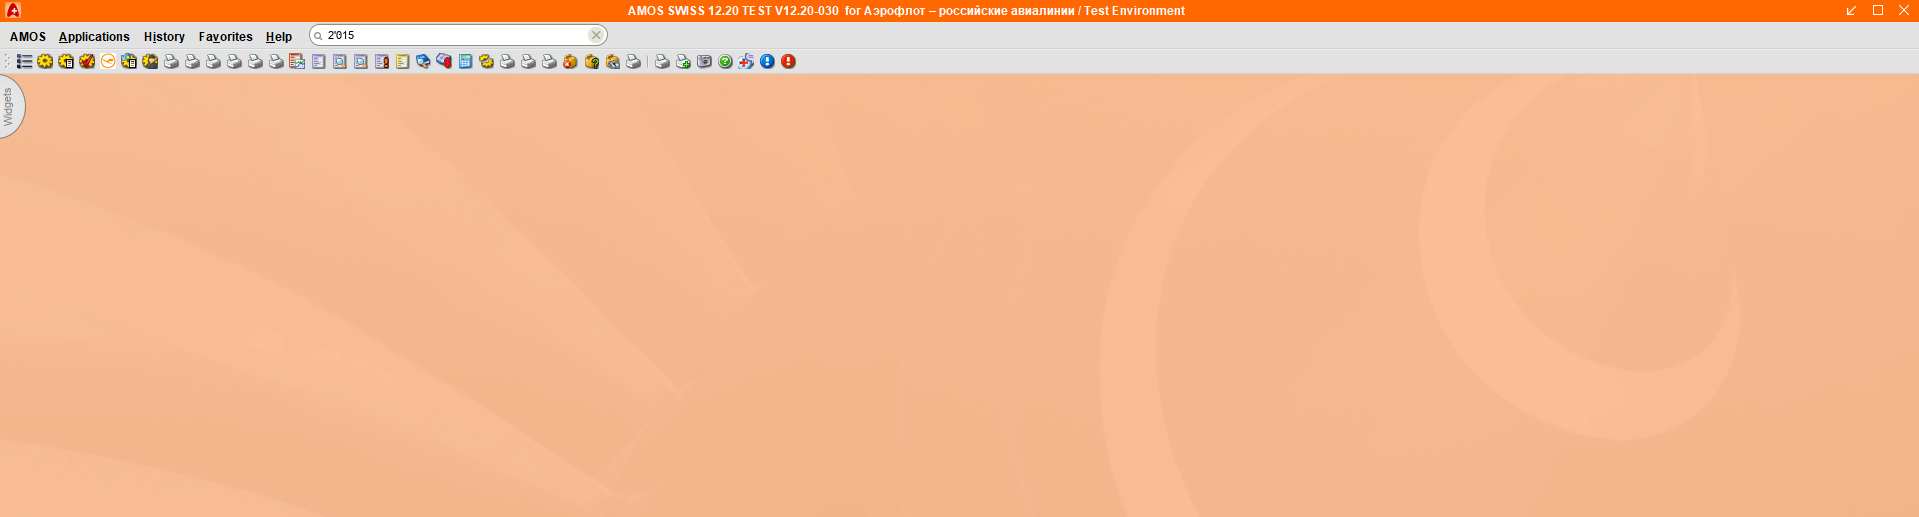 AMOS SWISS 12.20 TEST V12.20-030 for Аэрофлот – российские авиалинии / Test Environment
AMOS Applications History Favorites Help 2'015
Widgets